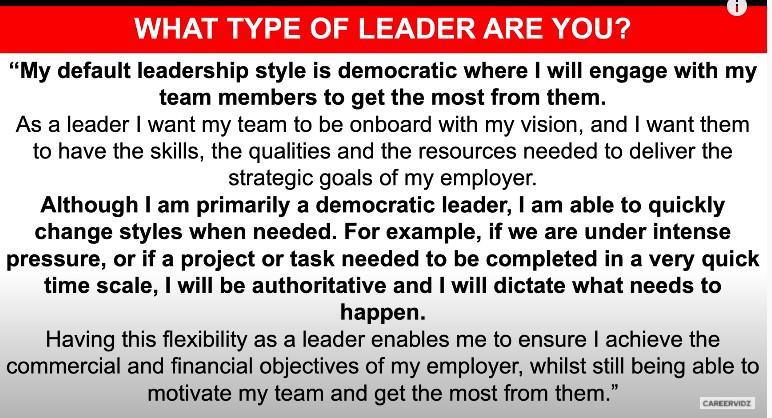 WHAT TYPE OF LEADER ARE YOU?
“My default leadership style is democratic where I will engage with my
team members to get the most from them.
As a leader I want my team to be onboard with my vision, and I want them
to have the skills, the qualities and the resources needed to deliver the
strategic goals of my employer.
Although I am primarily a democratic leader, I am able to quickly
change styles when needed. For example, if we are under intense
pressure, or if a project or task needed to be completed in a very quick
time scale, I will be authoritative and I will dictate what needs to
happen.
Having this flexibility as a leader enables me to ensure I achieve the
commercial and financial objectives of my employer, whilst still being able to
motivate my team and get the most from them.”
CAREERVIDZ